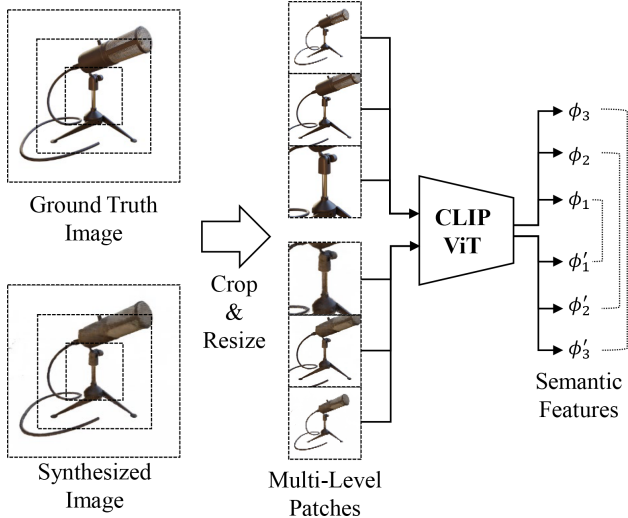 Ground Truth
Image
Synthesized
Image
Crop
&
Resize
Multi-Level
Patches
CLIP
ViT
ϕ₃
ϕ₂
ϕ₁
ϕ′₁
ϕ′₂
ϕ′₃
Semantic
Features